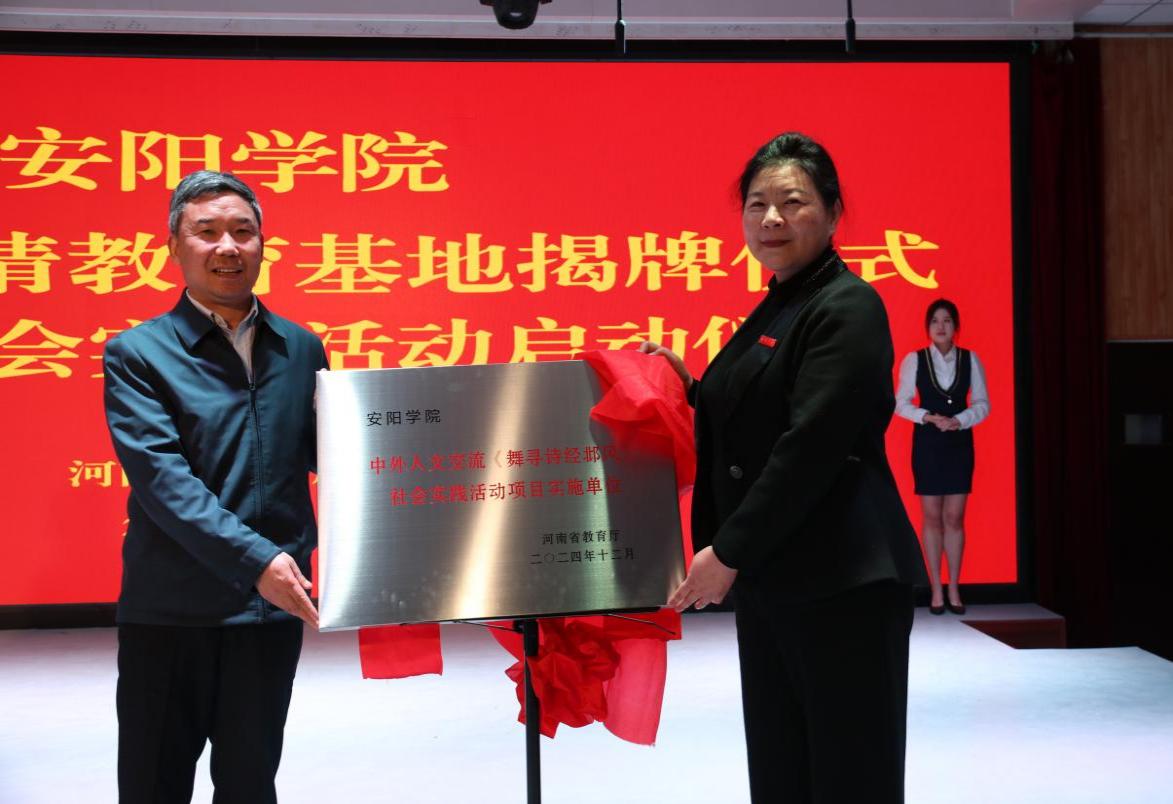 安阳学院
情教育基地揭牌仪式
会实 活动启动仪
河
安阳学院
中外人文交流《舞寻诗经邶风
社会实践活动项目实施单位
河南省教育厅
二〇二四年十二月